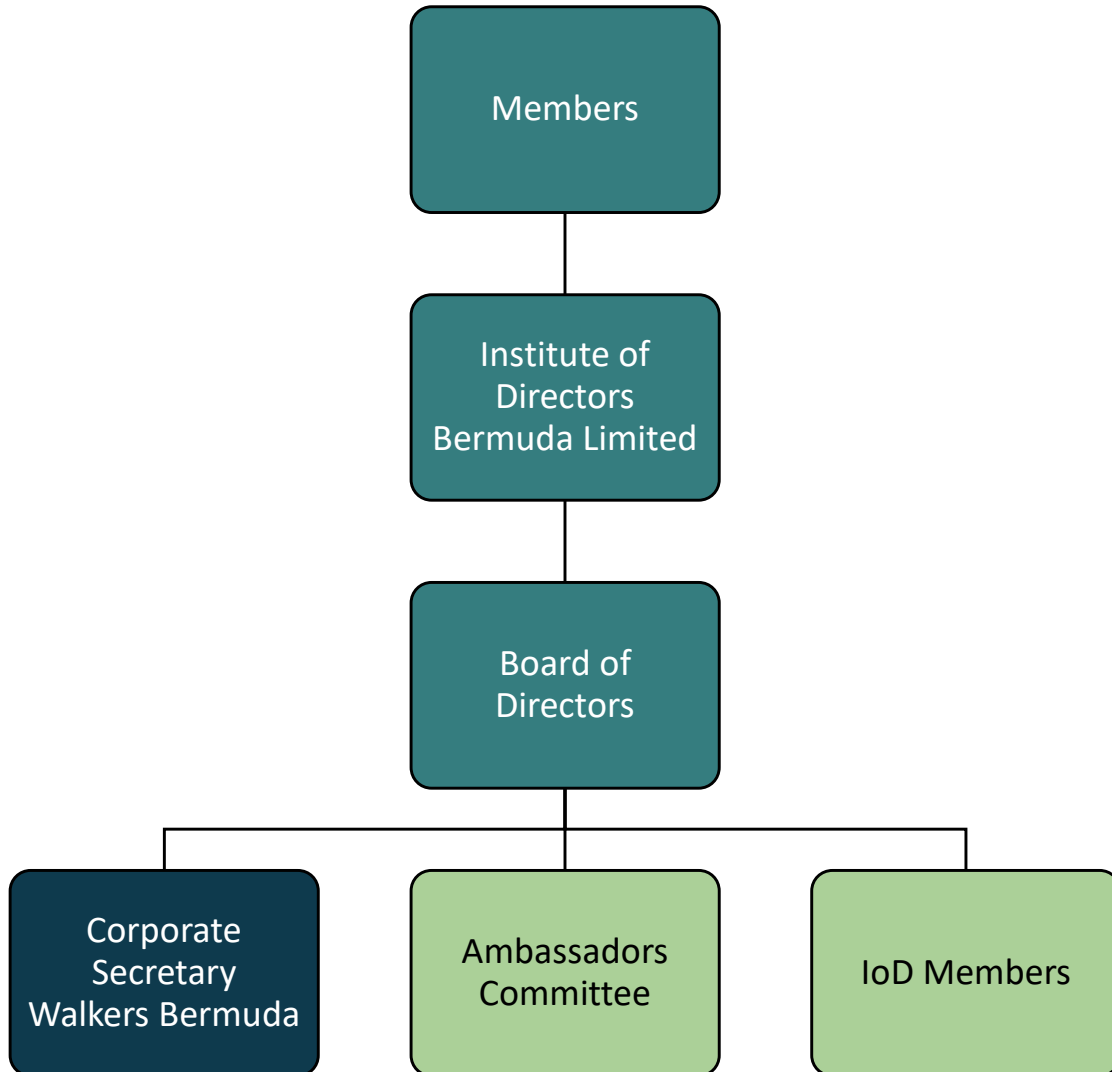 Members
Institute of
Directors
Bermuda Limited
Board of
Directors
Corporate
Secretary
Walkers Bermuda
Ambassadors
Committee
IoD Members